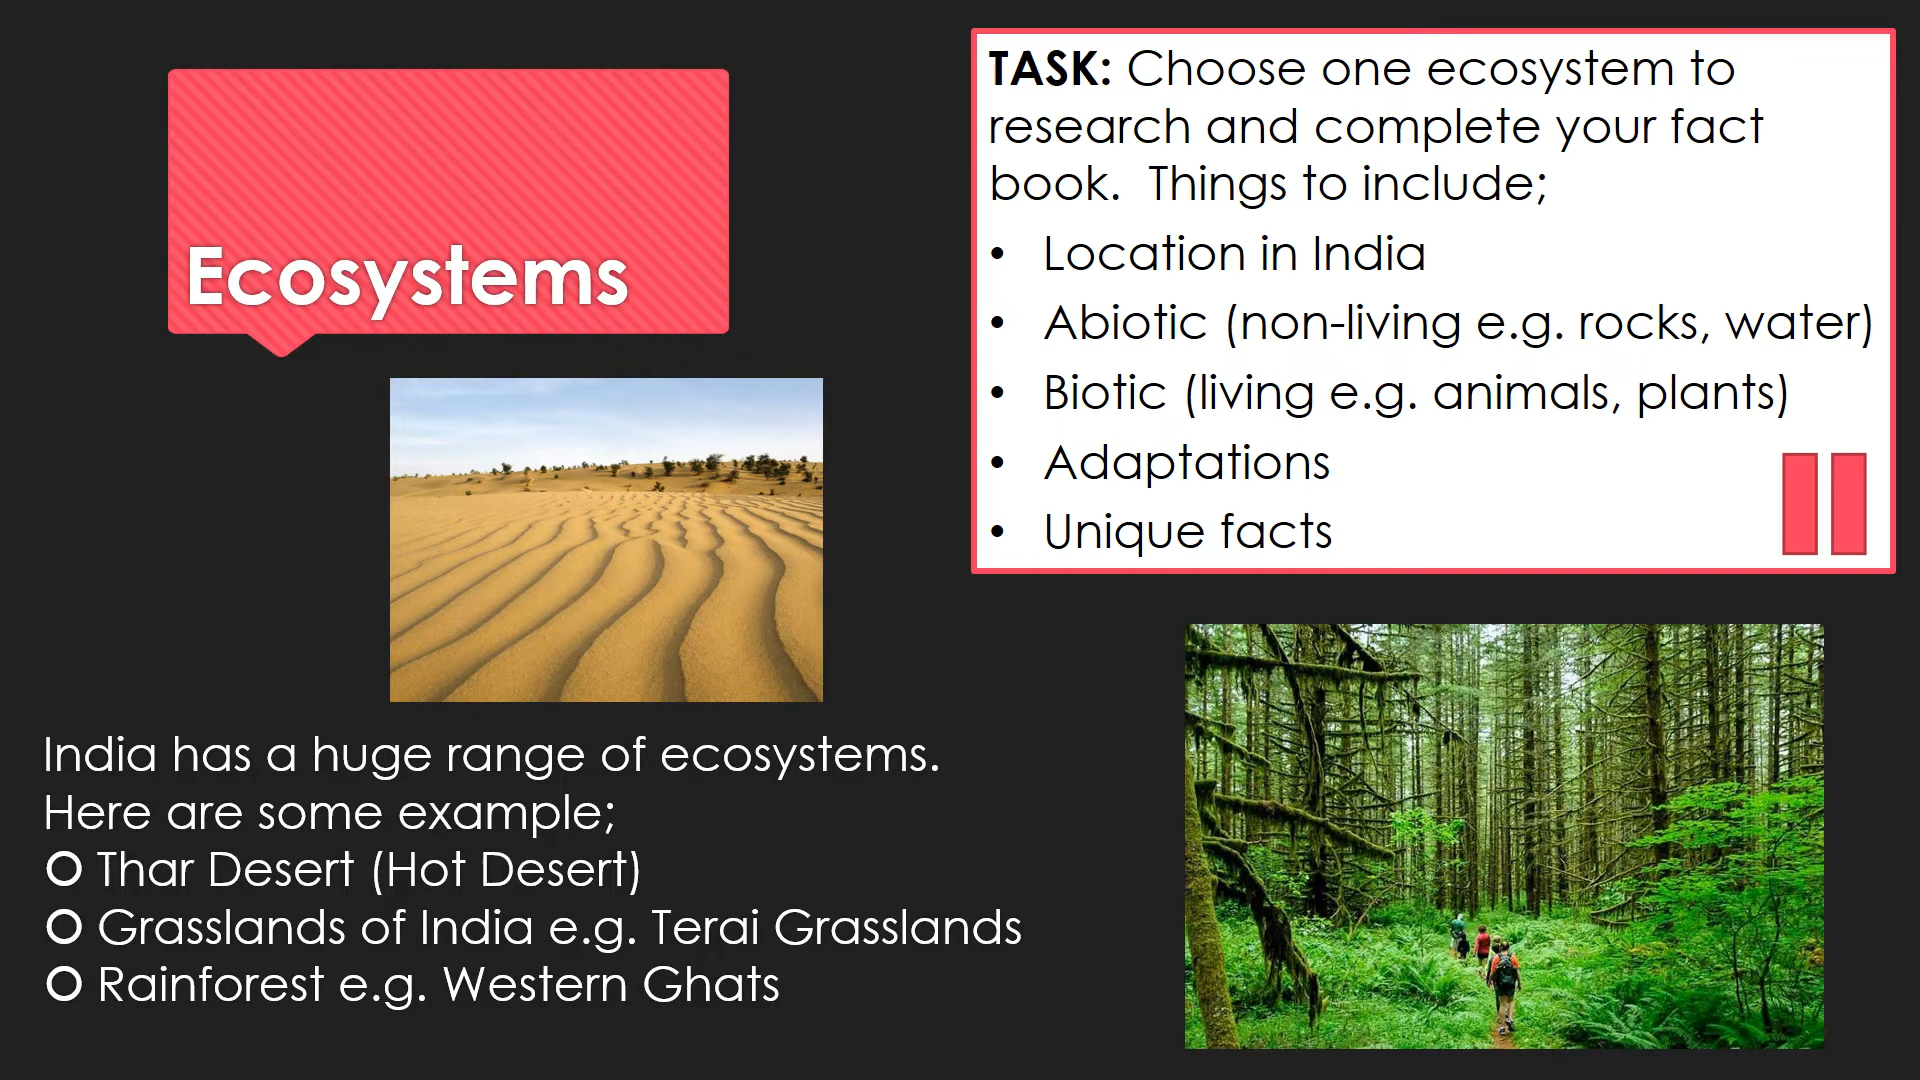 Ecosystems
TASK: Choose one ecosystem to
research and complete your fact
book.  Things to include;
• Location in India
• Abiotic (non-living e.g. rocks, water)
• Biotic (living e.g. animals, plants)
• Adaptations
• Unique facts
India has a huge range of ecosystems.
Here are some example;
Thar Desert (Hot Desert)
Grasslands of India e.g. Terai Grasslands
Rainforest e.g. Western Ghats